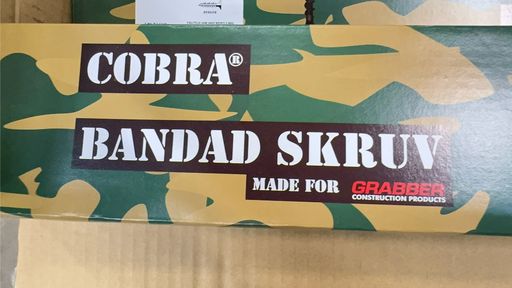 COBRA®
BANDAD SKRUV
MADE FOR GRABBER
CONSTRUCTION PRODUCTS